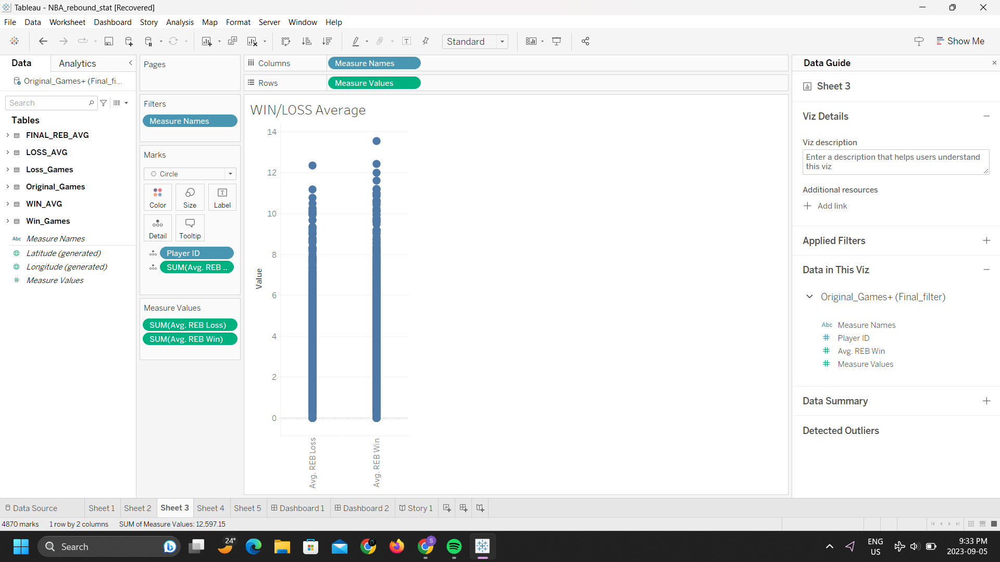 Tableau - NBA_rebound_stat [Recovered]
File Data Worksheet Dashboard Story Analysis Map Format Server Window Help
Standard
Show Me
Data Analytics
Original_Games+ (Final_fi...
Search
Tables
FINAL_REB_AVG
LOSS_AVG
Loss_Games
Original_Games
WIN_AVG
Win_Games
Abc Measure Names
Latitude (generated)
Longitude (generated)
# Measure Values
Pages
Filters
Measure Names
Marks
Circle
Color Size Label
Detail Tooltip
Player ID
SUM(Avg. REB ..
Measure Values
SUM(Avg. REB Loss)
SUM(Avg. REB Win)
Columns Measure Names
Rows Measure Values
WIN/LOSS Average
14
12
10
8
6
4
2
0
Value
Avg. REB Loss
Avg. REB Win
Data Guide
Sheet 3
Viz Details
Viz description
Enter a description that helps users understand
this viz
Additional resources
Add link
Applied Filters
Data in This Viz
Original_Games+ (Final_filter)
Abc Measure Names
# Player ID
# Avg. REB Win
# Measure Values
Data Summary
Detected Outliers
Data Source Sheet 1 Sheet 2 Sheet 3 Sheet 4 Sheet 5 Dashboard 1 Dashboard 2 Story 1
4870 marks 1 row by 2 columns SUM of Measure Values: 12,597.15
Search
24°
S
ENG
US
9:33 PM
2023-09-05